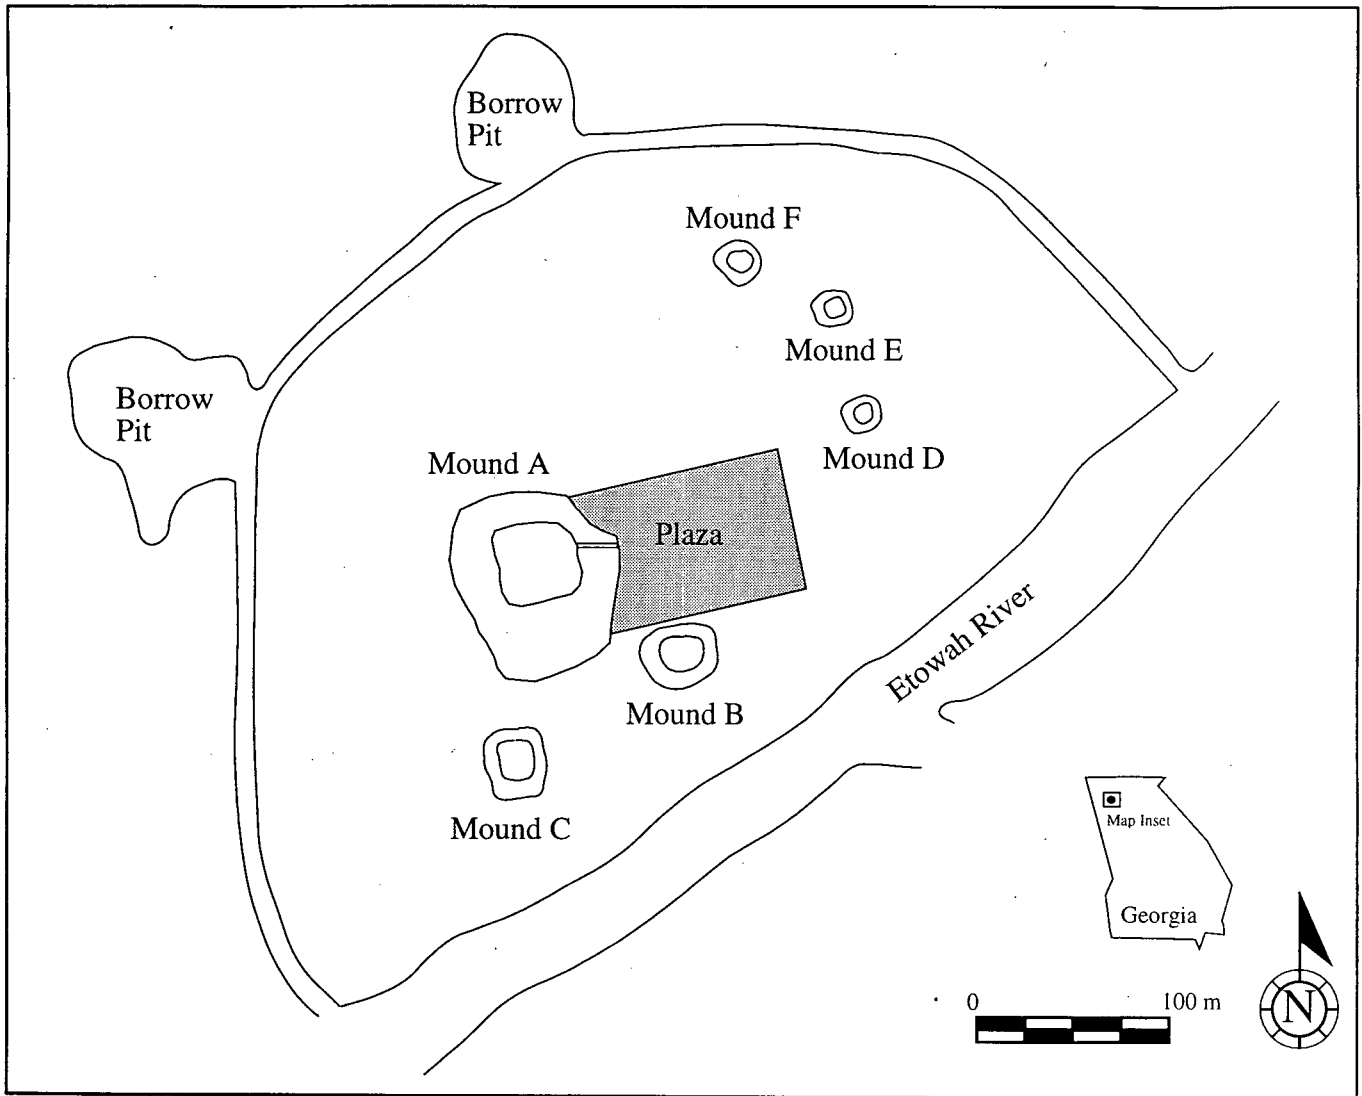 Borrow
Pit
Mound F
Mound E
Borrow
Pit
Mound D
Mound A
Plaza
Etowah River
Mound B
Mound C
Map Inset
Georgia
0
100 m
N